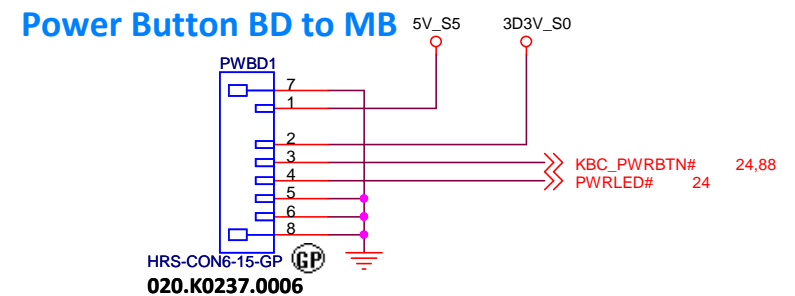 Power Button BD to MB
5V_S5
3D3V_S0
PWBD1
7
1
2
3
KBC_PWRBTN# 24,88
4
PWRLED# 24
5
6
8
HRS-CON6-15-GP
GP
020.K0237.0006